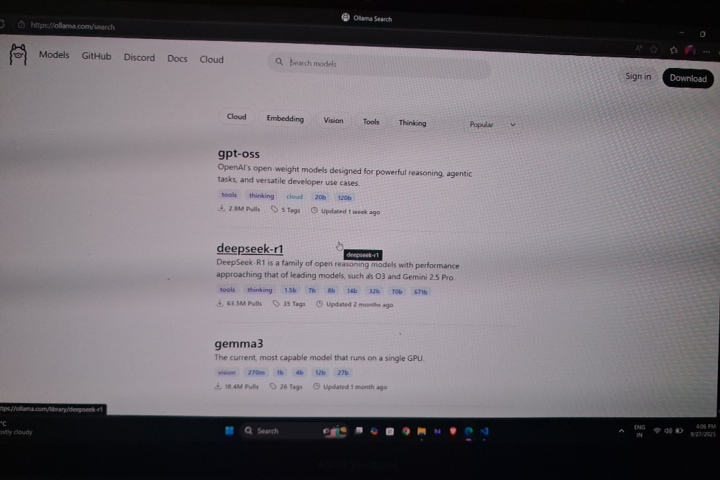 https://ollama.com/search
Ollama Search
Models GitHub Discord Docs Cloud
Search models
Sign in
Download
Cloud Embedding Vision Tools Thinking
Popular
gpt-oss
OpenAI's open-weight models designed for powerful reasoning, agentic
tasks, and versatile developer use cases.
tools thinking cloud 20b 120b
2.8M Pulls 5 Tags Updated 1 week ago
deepseek-r1
deepseek-r1
DeepSeek-R1 is a family of open reasoning models with performance
approaching that of leading models, such as O3 and Gemini 2.5 Pro.
tools thinking 1.5b 7b 8b 14b 32b 70b 671b
63.5M Pulls 35 Tags Updated 2 months ago
gemma3
The current, most capable model that runs on a single GPU.
vision 270m 1b 4b 12b 27b
18.4M Pulls 26 Tags Updated 1 month ago
https://ollama.com/library/deepseek-r1
Search
ENG
IN
6:06 PM